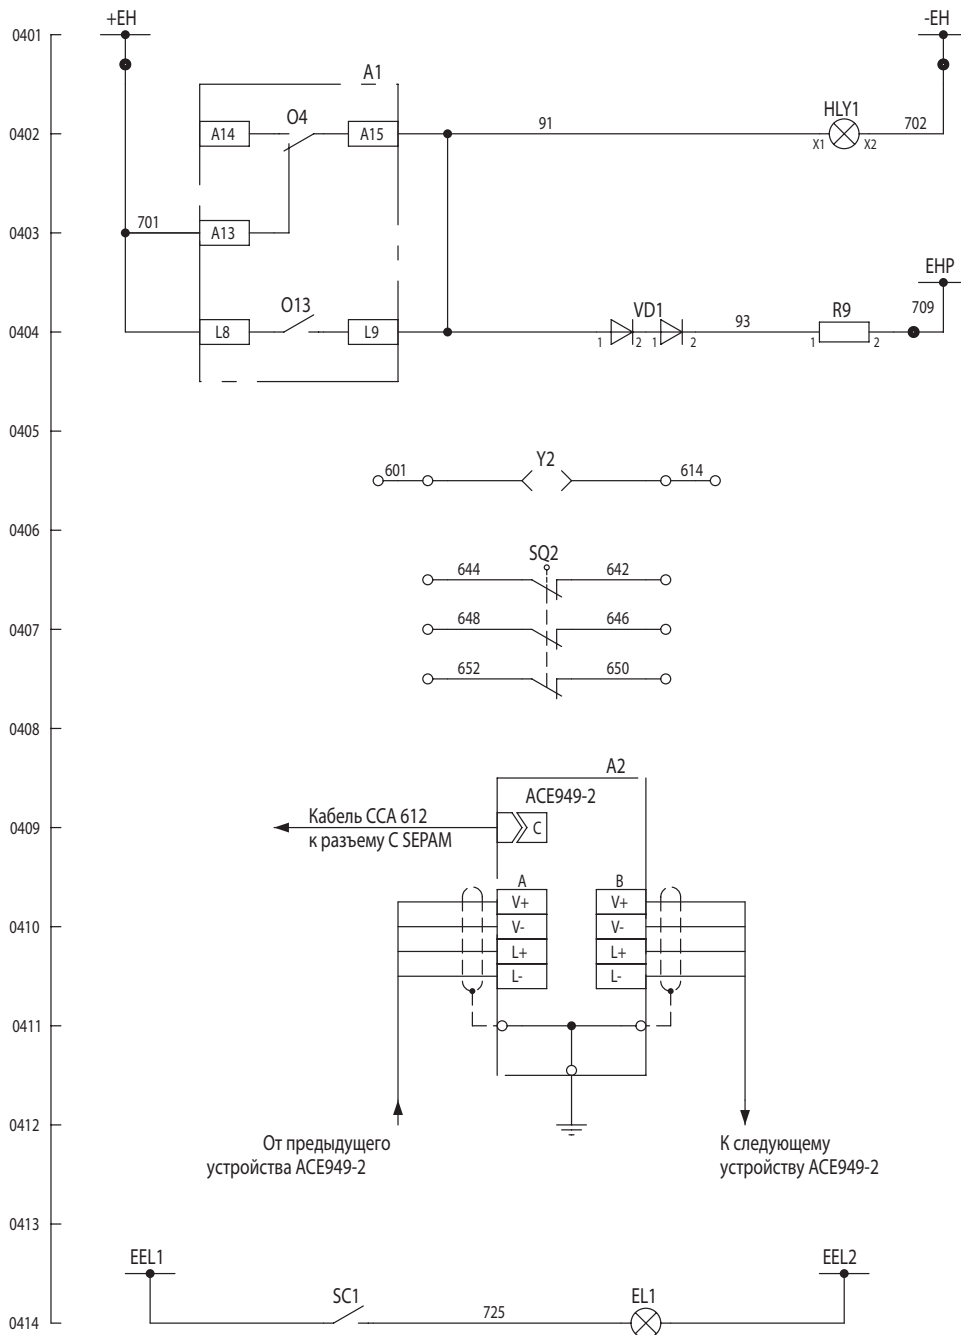 +EH -EH
0401
A1
O4 HLY1
0402 A14 A15 91 702
X1 X2
701
0403 A13
EHP
O13 VD1 R9 709
0404 L8 L9 93
1 2 1 2 1 2
0405
Y2
601 614
0406
SQ2
644 642
0407 648 646
652 650
0408
A2
ACE949-2
Кабель CCA 612
0409 C
к разъему C SEPAM
A B
V+ V+
0410 V- V-
L+ L+
L- L-
0411
0412
От предыдущего К следующему
устройства ACE949-2 устройству ACE949-2
0413
EEL1 EEL2
SC1 EL1
725
0414